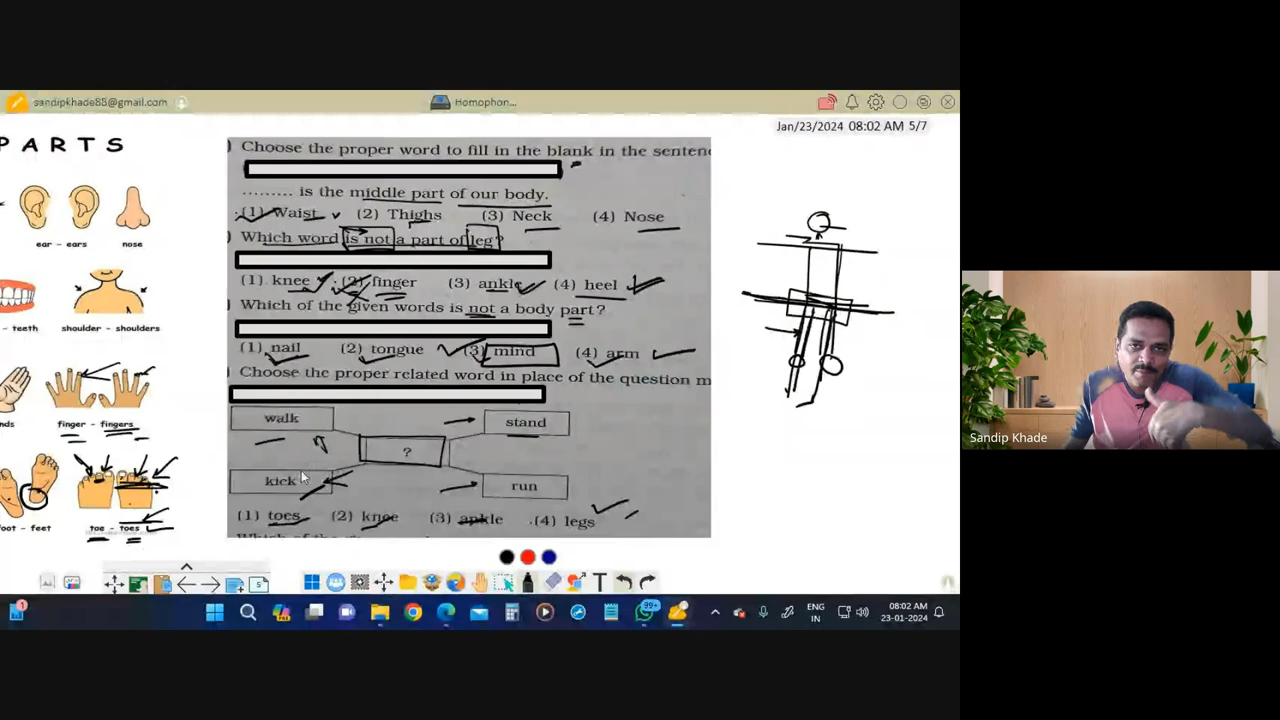 sandipkhade88@gmail.com
Homophon...
Jan/23/2024 08:02 AM 5/7
PARTS
ear - ears
nose
- teeth
shoulder - shoulders
finger - fingers
foot - feet
toe - toes
) Choose the proper word to fill in the blank in the senten
......... is the middle part of our body.
(1) Waist (2) Thighs (3) Neck (4) Nose
) Which word is not a part of leg?
(1) knee (2) finger (3) ankle (4) heel
) Which of the given words is not a body part?
(1) nail (2) tongue (3) mind (4) arm
) Choose the proper related word in place of the question m
walk
stand
?
kick
run
(1) toes (2) knee (3) ankle (4) legs
Sandip Khade
5
T
1
99+
ENG
IN
08:02 AM
23-01-2024